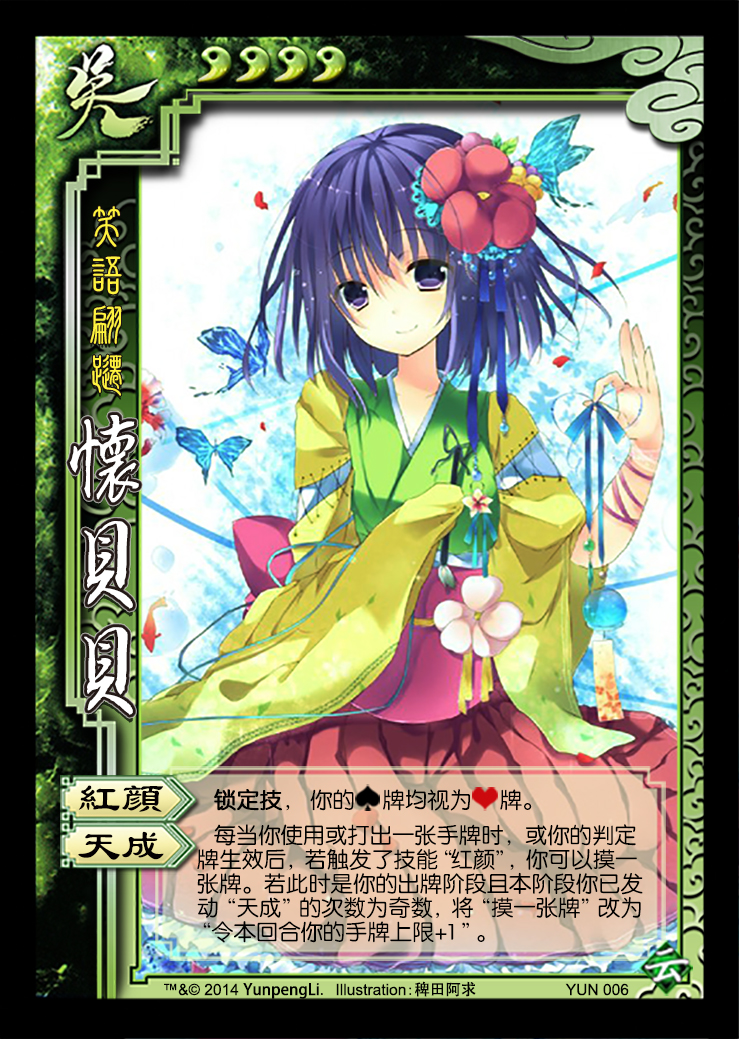 吴
笑語翩躚
懷貝貝
紅顔
锁定技，你的♠牌均视为♥牌。
天成
每当你使用或打出一张手牌时，或你的判定
牌生效后，若触发了技能“红颜”，你可以摸一
张牌。若此时是你的出牌阶段且本阶段你已发
动“天成”的次数为奇数，将“摸一张牌”改为
“令本回合你的手牌上限+1”。
云
™&© 2014 YunpengLi. Illustration：稗田阿求
YUN 006